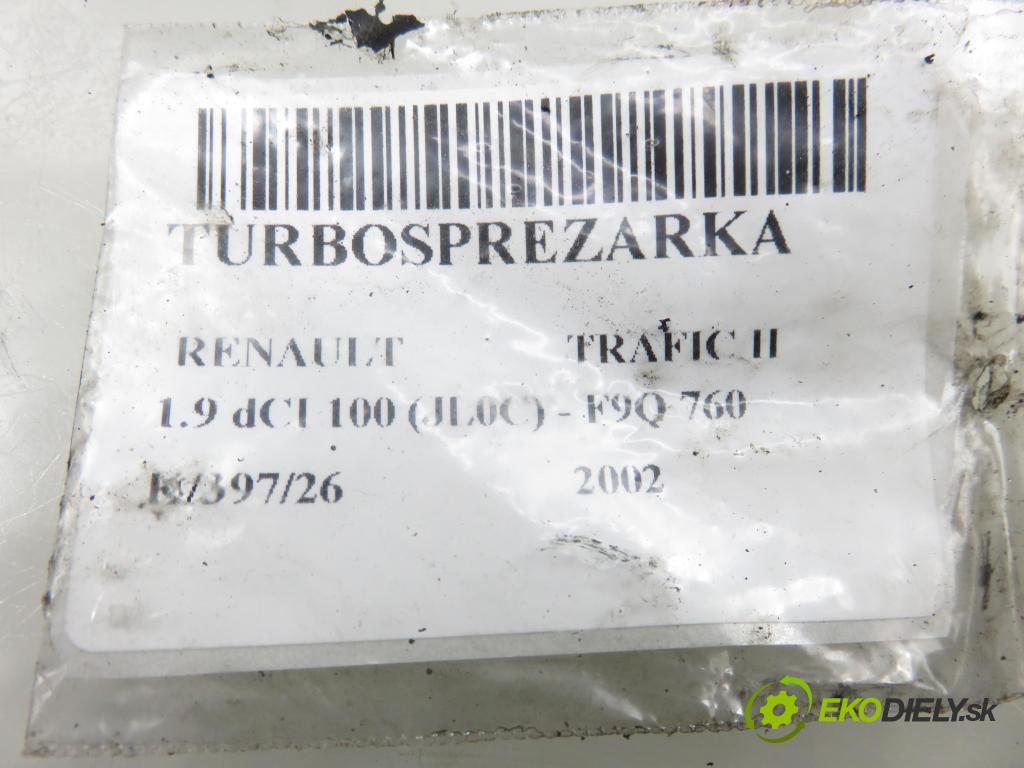 TURBOSPREZARKA
RENAULT TRAFIC II
1.9 dCI 100 (JL0C) - F9Q 760
K/397/26 2002
EKODIELY.sk